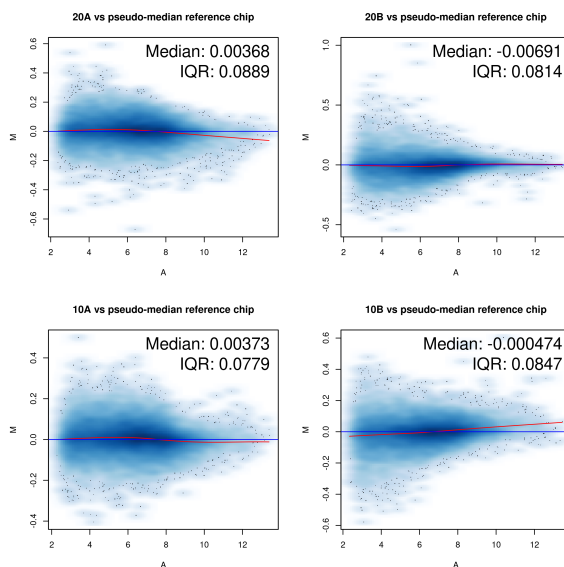 20A vs pseudo-median reference chip
Median: 0.00368
IQR: 0.0889
M
0.6
0.4
0.2
0.0
-0.2
-0.4
-0.6
2 4 6 8 10 12
A
20B vs pseudo-median reference chip
Median: -0.00691
IQR: 0.0814
M
1.0
0.5
0.0
-0.5
2 4 6 8 10 12
A
10A vs pseudo-median reference chip
Median: 0.00373
IQR: 0.0779
M
0.4
0.2
0.0
-0.2
-0.4
2 4 6 8 10 12
A
10B vs pseudo-median reference chip
Median: -0.000474
IQR: 0.0847
M
0.6
0.4
0.2
0.0
-0.2
-0.4
-0.6
2 4 6 8 10 12
A